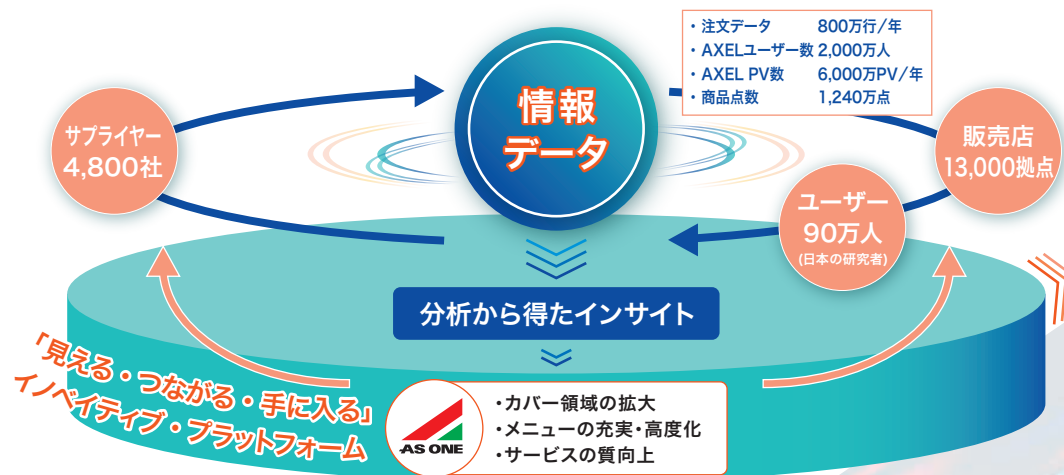 ・注文データ 800万行/年
・AXELユーザー数 2,000万人
・AXEL PV数 6,000万PV/年
・商品点数 1,240万点
情報
データ
サプライヤー
4,800社
販売店
13,000拠点
ユーザー
90万人
(日本の研究者)
分析から得たインサイト
「見える・つながる・手に入る」
イノベイティブ・プラットフォーム
AS ONE
・カバー領域の拡大
・メニューの充実・高度化
・サービスの質向上